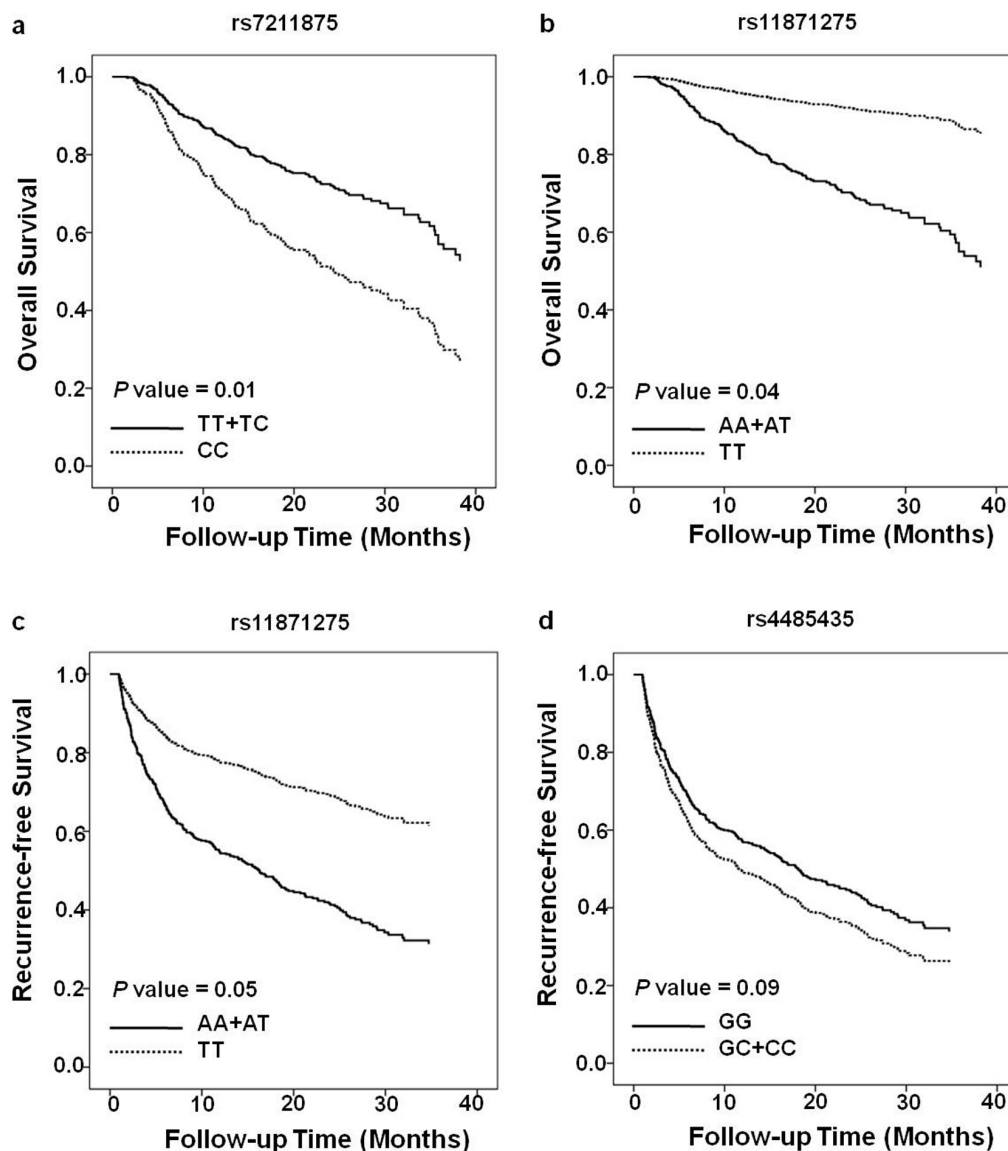 a
rs7211875
Overall Survival
1.0
0.8
0.6
0.4
0.2
0.0
P value = 0.01
TT+TC
CC
0 10 20 30 40
Follow-up Time (Months)
b
rs11871275
Overall Survival
1.0
0.8
0.6
0.4
0.2
0.0
P value = 0.04
AA+AT
TT
0 10 20 30 40
Follow-up Time (Months)
c
rs11871275
Recurrence-free Survival
1.0
0.8
0.6
0.4
0.2
0.0
P value = 0.05
AA+AT
TT
0 10 20 30 40
Follow-up Time (Months)
d
rs4485435
Recurrence-free Survival
1.0
0.8
0.6
0.4
0.2
0.0
P value = 0.09
GG
GC+CC
0 10 20 30 40
Follow-up Time (Months)